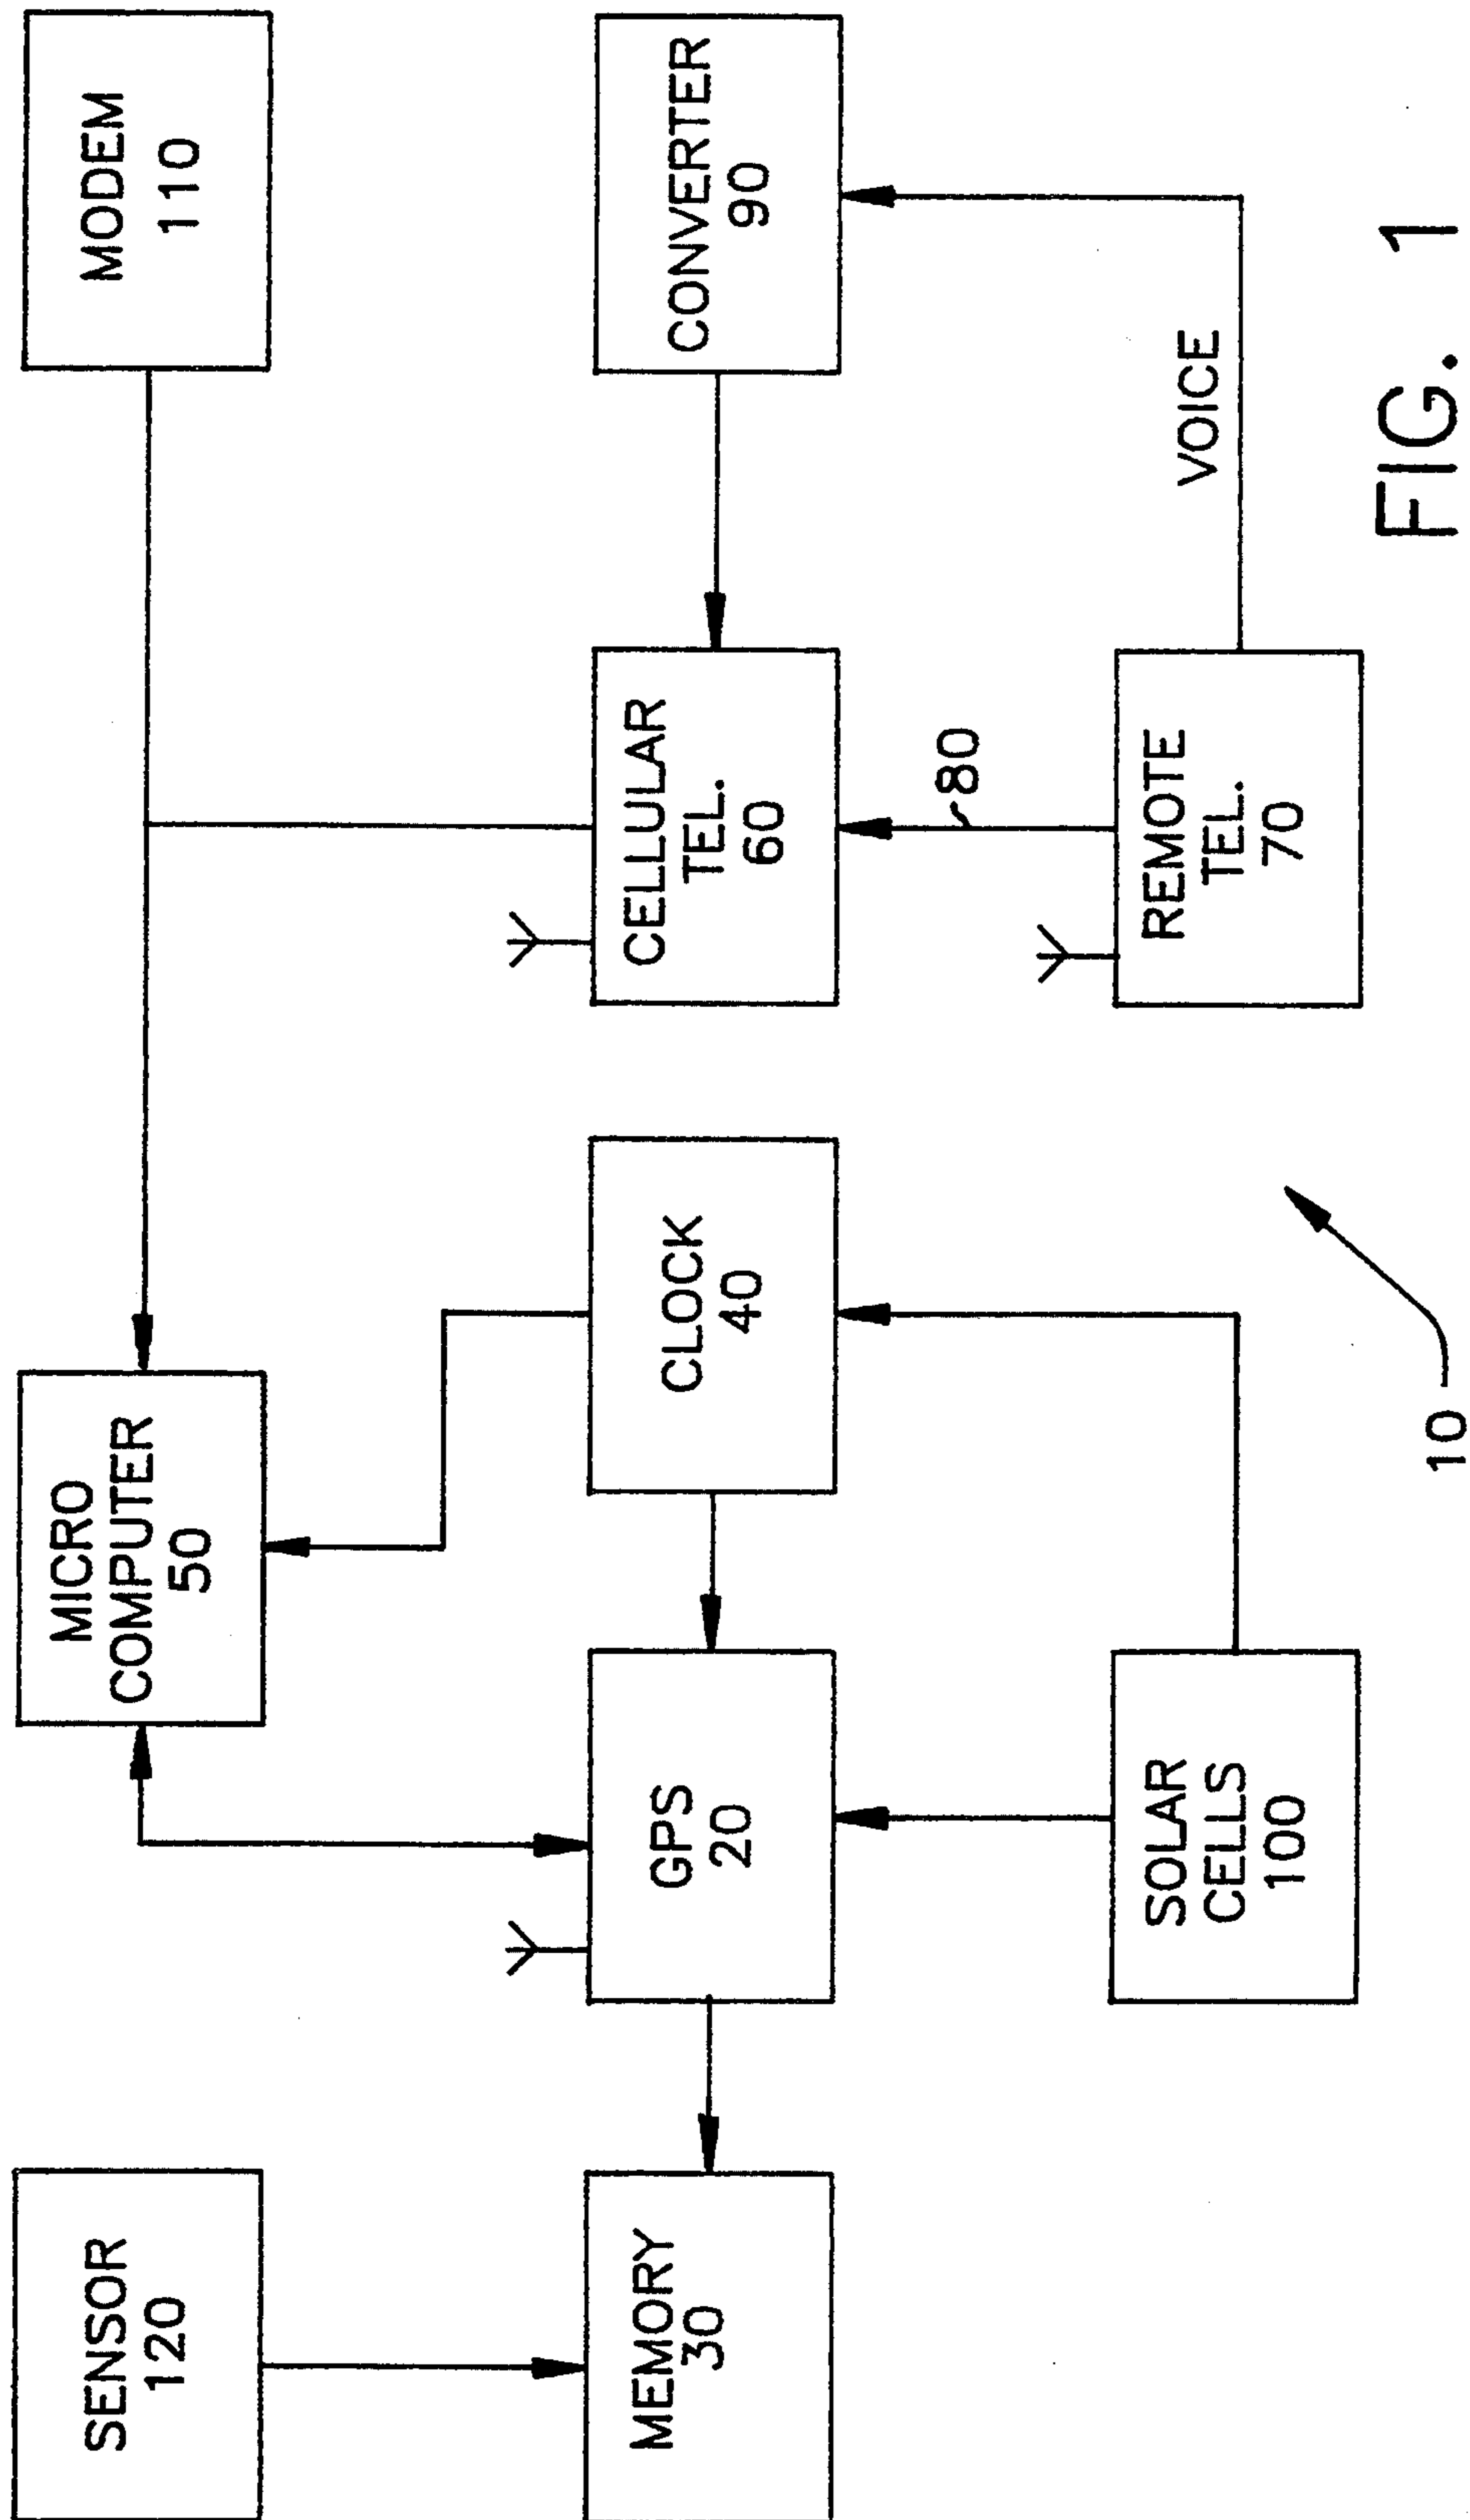 SENSOR
120
MICRO
COMPUTER
50
MODEM
110
MEMORY
30
GPS
20
CLOCK
40
CELLULAR
TEL.
60
CONVERTER
90
80
SOLAR
CELLS
100
REMOTE
TEL.
70
VOICE
10
FIG. 1